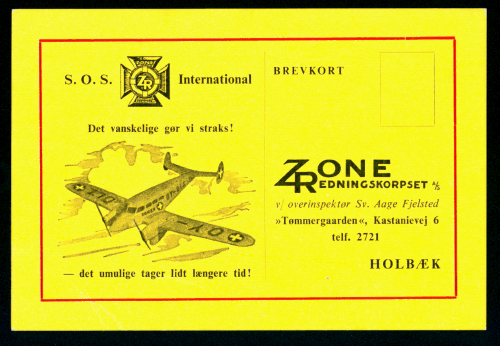 S. O. S. ZR International
Det vanskelige gør vi straks!
— det umulige tager lidt længere tid!
BREVKORT
ZONE
REDNINGSKORPSET A/S
v/ overinspektør Sv. Aage Fjelsted
»Tømmergaarden«, Kastanievej 6
telf. 2721
HOLBÆK